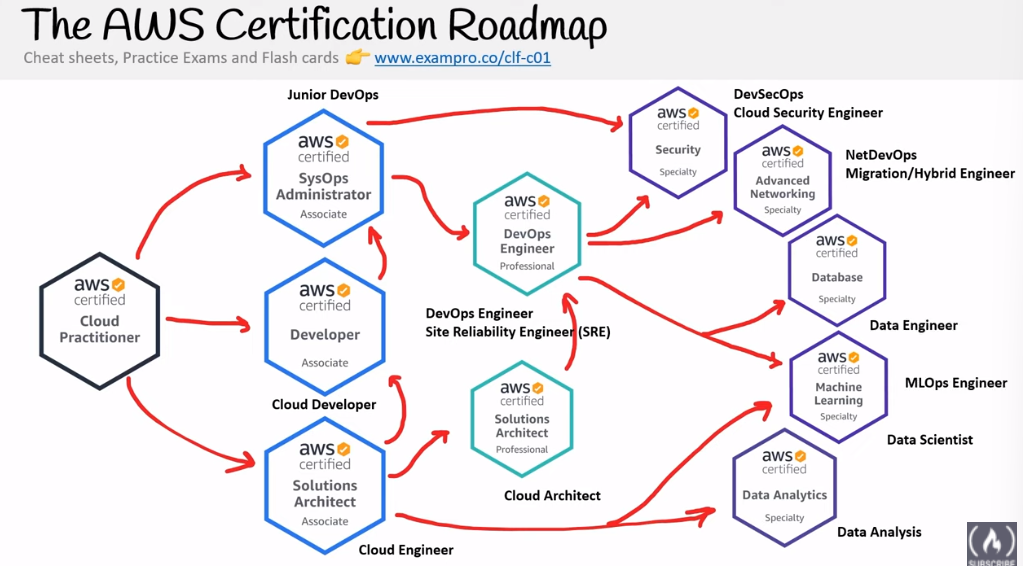 The AWS Certification Roadmap
Cheat sheets, Practice Exams and Flash cards 👉 www.exampro.co/clf-c01
Junior DevOps
aws
certified
SysOps
Administrator
Associate
aws
certified
Security
Specialty
DevSecOps
Cloud Security Engineer
aws
certified
Advanced
Networking
Specialty
NetDevOps
Migration/Hybrid Engineer
aws
certified
DevOps
Engineer
Professional
DevOps Engineer
Site Reliability Engineer (SRE)
aws
certified
Database
Specialty
Data Engineer
aws
certified
Cloud
Practitioner
aws
certified
Developer
Associate
Cloud Developer
aws
certified
Machine
Learning
Specialty
MLOps Engineer
Data Scientist
aws
certified
Solutions
Architect
Professional
Cloud Architect
aws
certified
Solutions
Architect
Associate
Cloud Engineer
aws
certified
Data Analytics
Specialty
Data Analysis
SUBSCRIBE